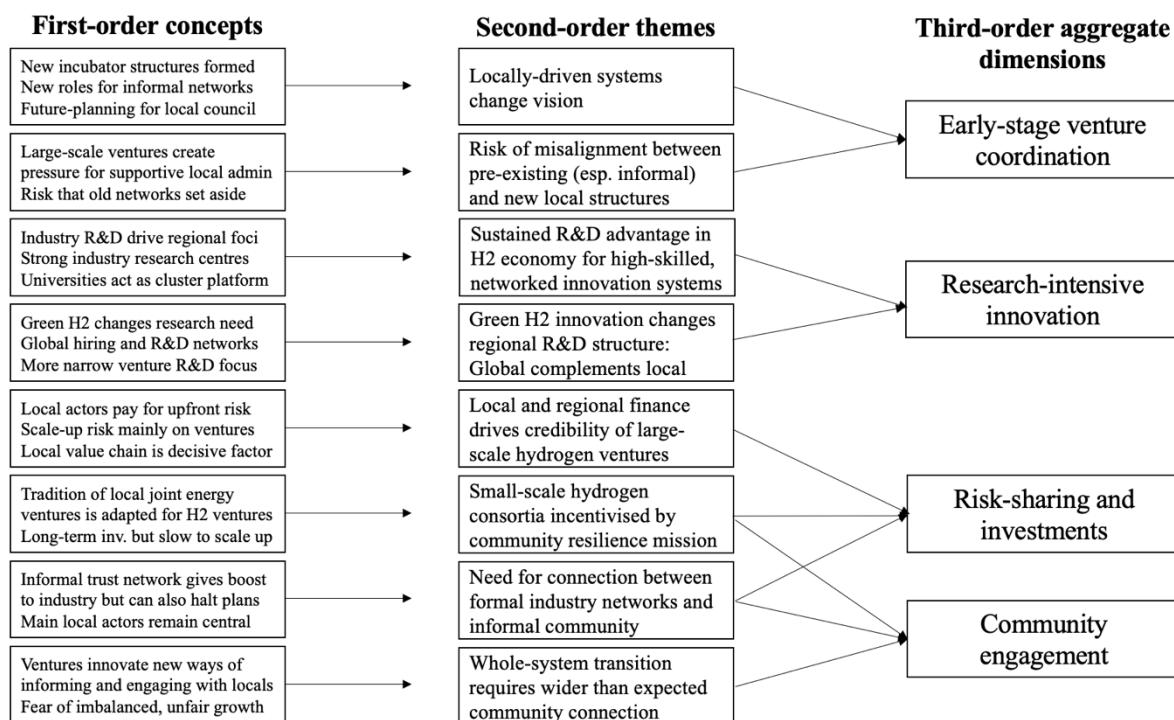 First-order concepts
New incubator structures formed
New roles for informal networks
Future-planning for local council
Large-scale ventures create
pressure for supportive local admin
Risk that old networks set aside
Industry R&D drive regional foci
Strong industry research centres
Universities act as cluster platform
Green H2 changes research need
Global hiring and R&D networks
More narrow venture R&D focus
Local actors pay for upfront risk
Scale-up risk mainly on ventures
Local value chain is decisive factor
Tradition of local joint energy
ventures is adapted for H2 ventures
Long-term inv. but slow to scale up
Informal trust network gives boost
to industry but can also halt plans
Main local actors remain central
Ventures innovate new ways of
informing and engaging with locals
Fear of imbalanced, unfair growth
Second-order themes
Locally-driven systems
change vision
Risk of misalignment between
pre-existing (esp. informal)
and new local structures
Sustained R&D advantage in
H2 economy for high-skilled,
networked innovation systems
Green H2 innovation changes
regional R&D structure:
Global complements local
Local and regional finance
drives credibility of large-
scale hydrogen ventures
Small-scale hydrogen
consortia incentivised by
community resilience mission
Need for connection between
formal industry networks and
informal community
Whole-system transition
requires wider than expected
community connection
Third-order aggregate
dimensions
Early-stage venture
coordination
Research-intensive
innovation
Risk-sharing and
investments
Community
engagement